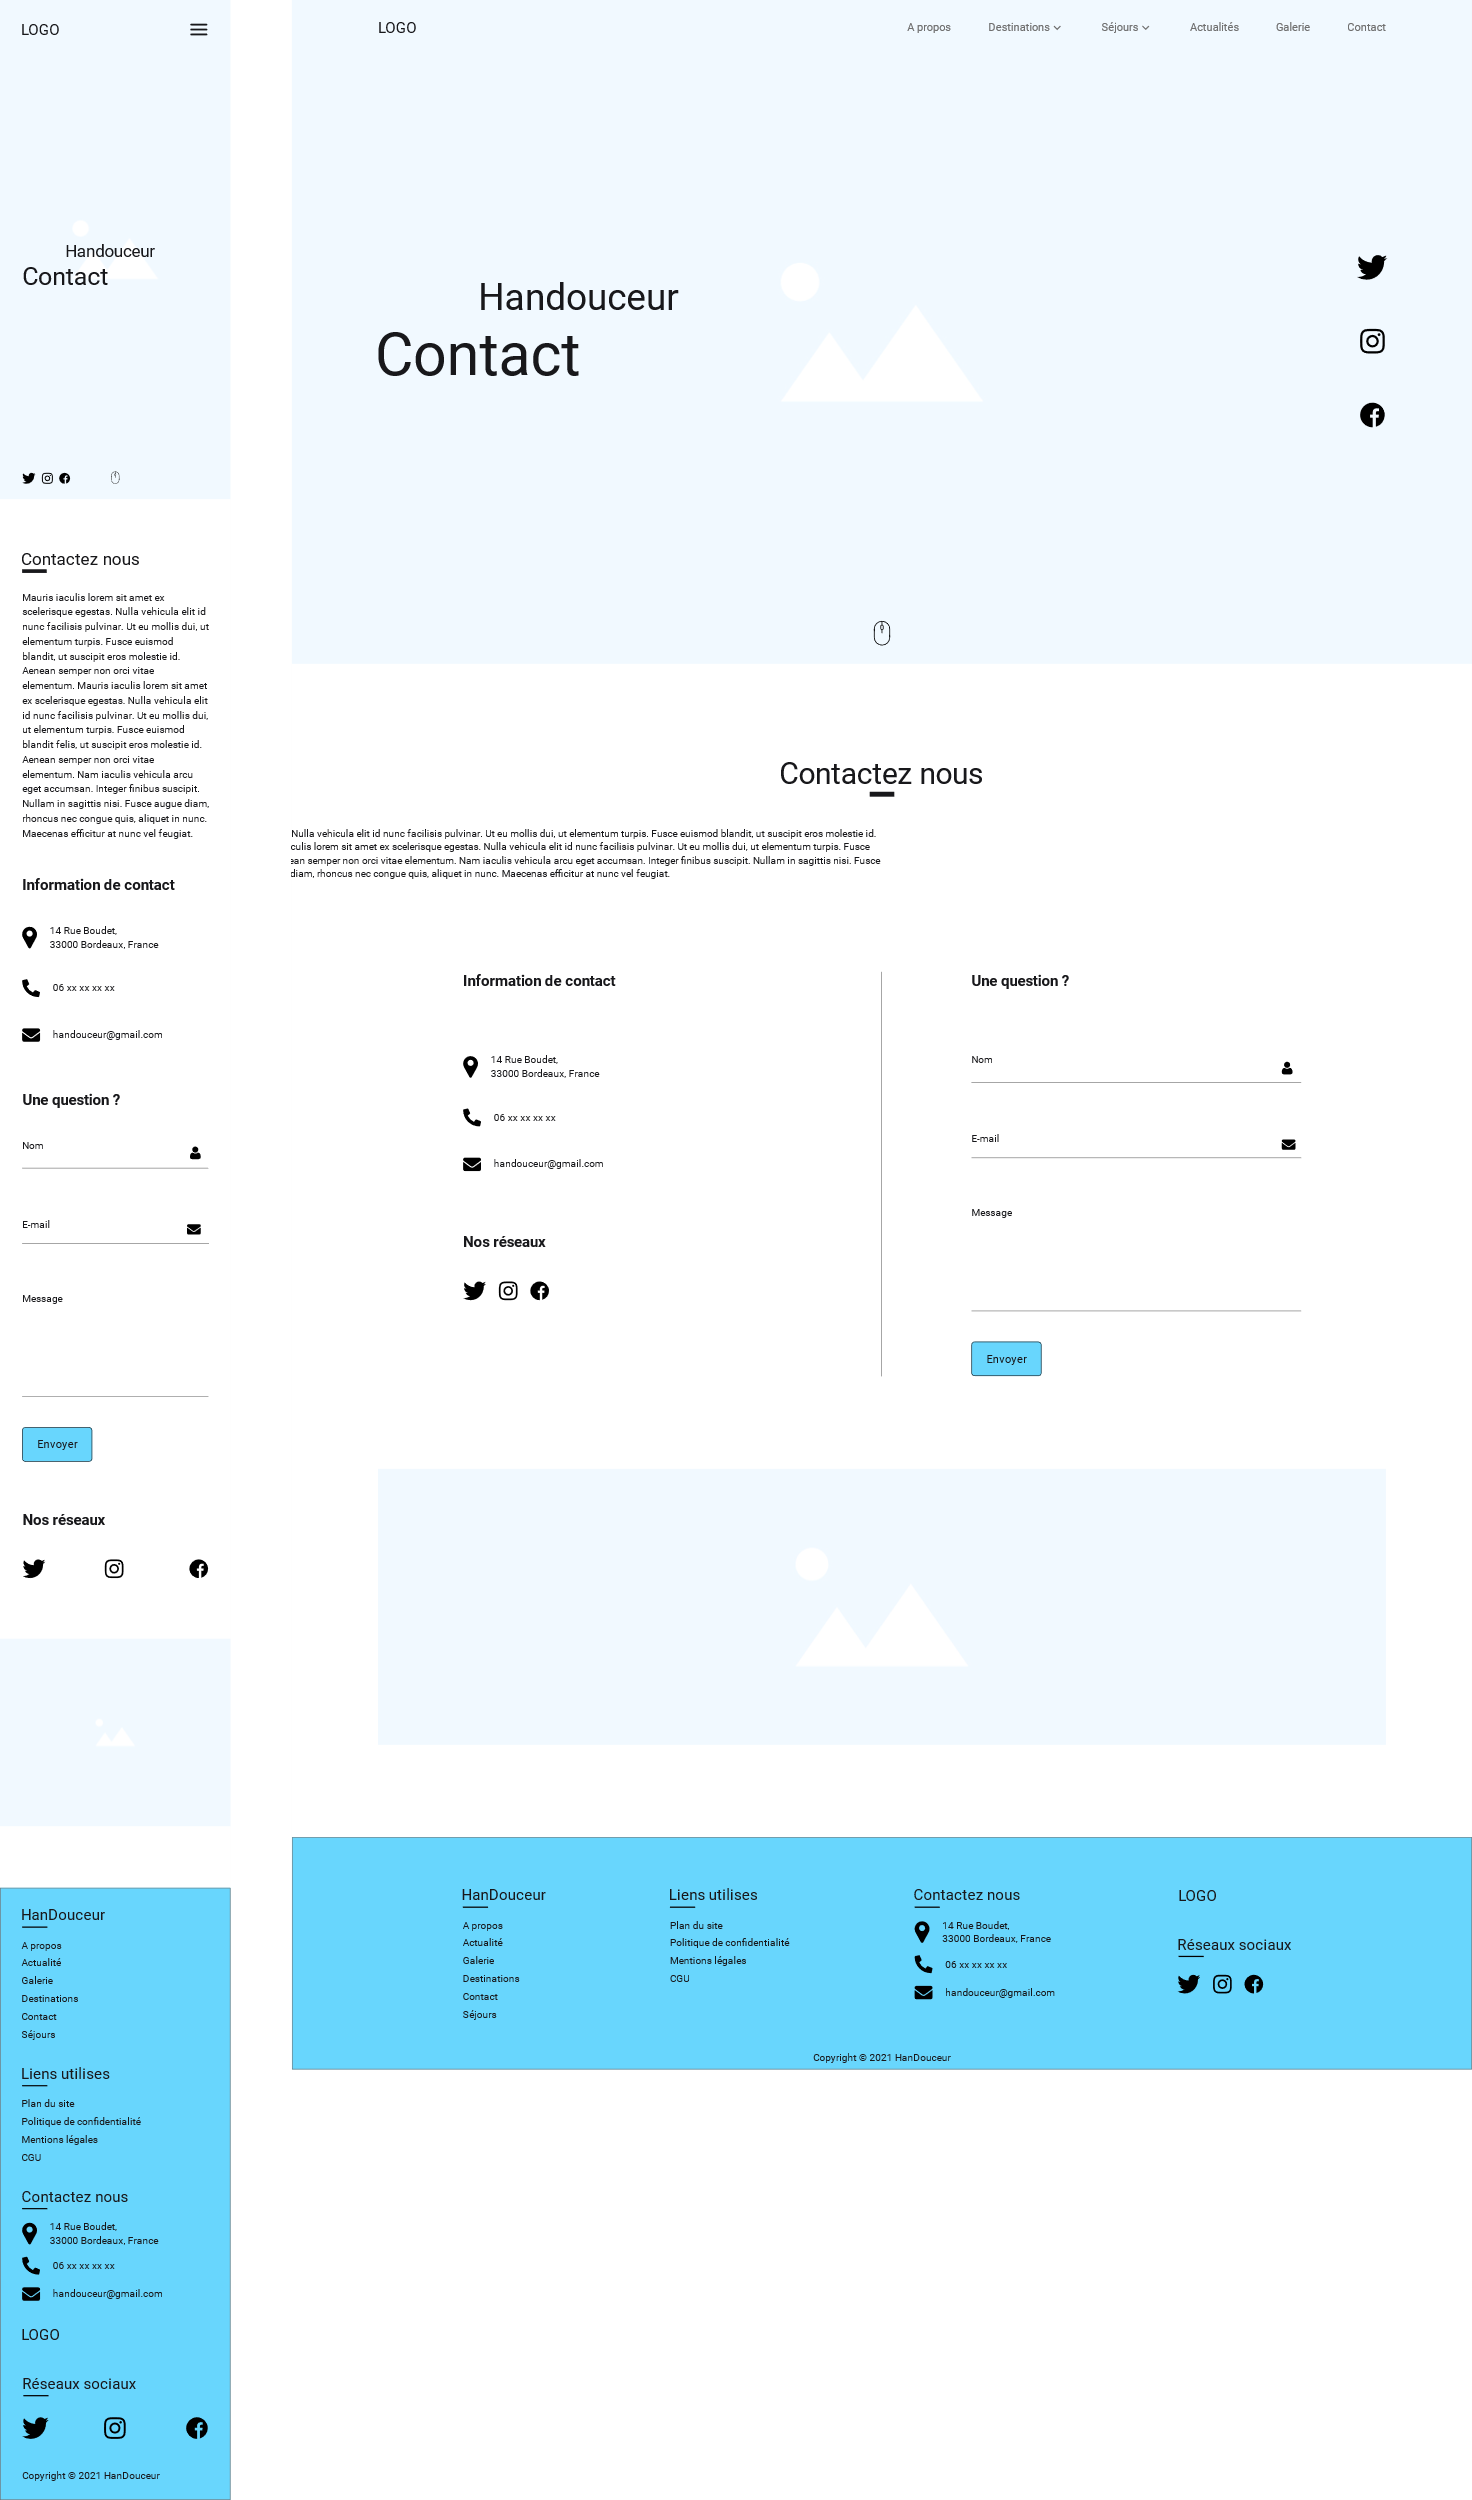 LOGO
Handouceur
Contact
Contactez nous
Mauris iaculis lorem sit amet ex
scelerisque egestas. Nulla vehicula elit id
nunc facilisis pulvinar. Ut eu mollis dui, ut
elementum turpis. Fusce euismod
blandit, ut suscipit eros molestie id.
Aenean semper non orci vitae
elementum. Mauris iaculis lorem sit amet
ex scelerisque egestas. Nulla vehicula elit
id nunc facilisis pulvinar. Ut eu mollis dui,
ut elementum turpis. Fusce euismod
blandit felis, ut suscipit eros molestie id.
Aenean semper non orci vitae
elementum. Nam iaculis vehicula arcu
eget accumsan. Integer finibus suscipit.
Nullam in sagittis nisi. Fusce augue diam,
rhoncus nec congue quis, aliquet in nunc.
Maecenas efficitur at nunc vel feugiat.
Information de contact
14 Rue Boudet,
33000 Bordeaux, France
06 xx xx xx xx
handouceur@gmail.com
Une question ?
Nom
E-mail
Message
Envoyer
Nos réseaux
HanDouceur
A propos
Actualité
Galerie
Destinations
Contact
Séjours
Liens utilises
Plan du site
Politique de confidentialité
Mentions légales
CGU
Contactez nous
14 Rue Boudet,
33000 Bordeaux, France
06 xx xx xx xx
handouceur@gmail.com
LOGO
Réseaux sociaux
Copyright © 2021 HanDouceur
LOGO A propos Destinations Séjours Actualités Galerie Contact
Handouceur
Contact
Contactez nous
Nulla vehicula elit id nunc facilisis pulvinar. Ut eu mollis dui, ut elementum turpis. Fusce euismod blandit, ut suscipit eros molestie id.
culis lorem sit amet ex scelerisque egestas. Nulla vehicula elit id nunc facilisis pulvinar. Ut eu mollis dui, ut elementum turpis. Fusce
ean semper non orci vitae elementum. Nam iaculis vehicula arcu eget accumsan. Integer finibus suscipit. Nullam in sagittis nisi. Fusce
diam, rhoncus nec congue quis, aliquet in nunc. Maecenas efficitur at nunc vel feugiat.
Information de contact
14 Rue Boudet,
33000 Bordeaux, France
06 xx xx xx xx
handouceur@gmail.com
Nos réseaux
Une question ?
Nom
E-mail
Message
Envoyer
HanDouceur
A propos
Actualité
Galerie
Destinations
Contact
Séjours
Liens utilises
Plan du site
Politique de confidentialité
Mentions légales
CGU
Contactez nous
14 Rue Boudet,
33000 Bordeaux, France
06 xx xx xx xx
handouceur@gmail.com
LOGO
Réseaux sociaux
Copyright © 2021 HanDouceur